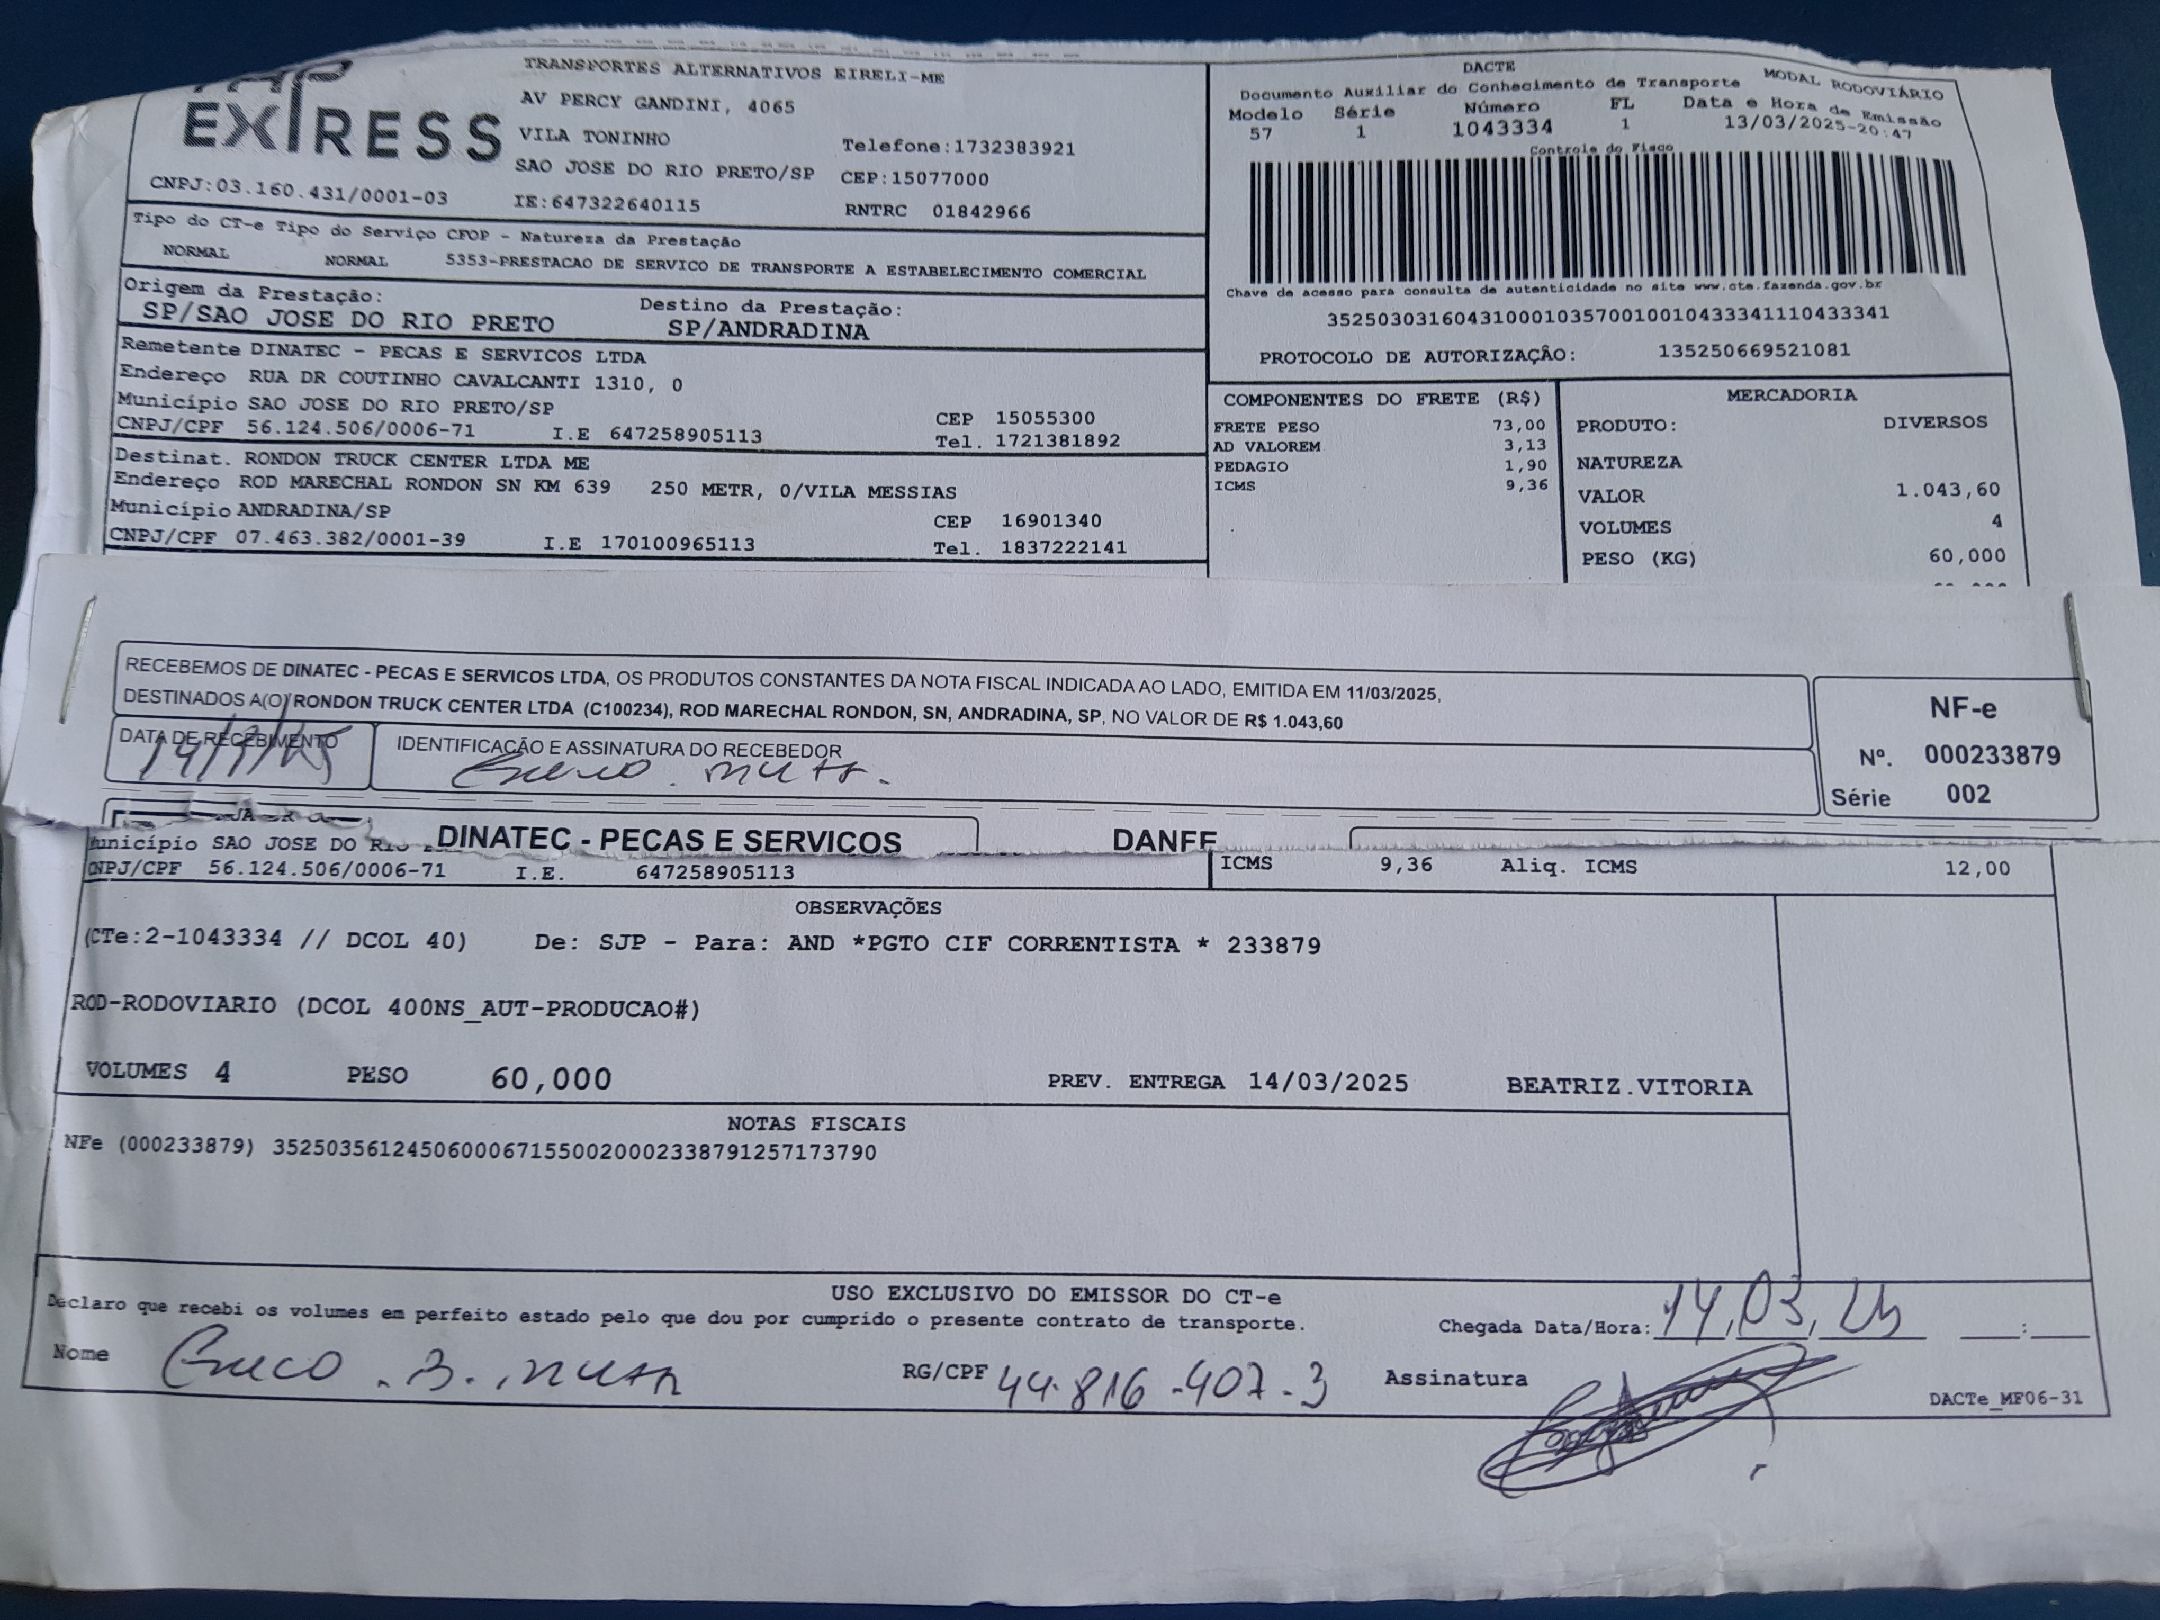 EXPRESS
TRANSPORTES ALTERNATIVOS EIRELI-ME
AV PERCY GANDINI, 4065
VILA TONINHO
Telefone:1732383921
SAO JOSE DO RIO PRETO/SP CEP:15077000
CNPJ:03.160.431/0001-03 IE:647322640115 RNTRC 01842966
Tipo do CT-e Tipo do Serviço CFOP - Natureza da Prestação
NORMAL NORMAL 5353-PRESTACAO DE SERVICO DE TRANSPORTE A ESTABELECIMENTO COMERCIAL
Origem da Prestação: Destino da Prestação:
SP/SAO JOSE DO RIO PRETO SP/ANDRADINA
Remetente DINATEC - PECAS E SERVICOS LTDA
Endereço RUA DR COUTINHO CAVALCANTI 1310, 0
Município SAO JOSE DO RIO PRETO/SP CEP 15055300
CNPJ/CPF 56.124.506/0006-71 I.E 647258905113 Tel. 1721381892
Destinat. RONDON TRUCK CENTER LTDA ME
Endereço ROD MARECHAL RONDON SN KM 639 250 METR, 0/VILA MESSIAS
Município ANDRADINA/SP CEP 16901340
CNPJ/CPF 07.463.382/0001-39 I.E 170100965113 Tel. 1837222141
DACTE
Documento Auxiliar do Conhecimento de Transporte MODAL RODOVIÁRIO
Modelo Série Número FL Data e Hora de Emissão
57 1 1043334 1 13/03/2025-20:47
Controle do Fisco
Chave de acesso para consulta de autenticidade no site www.cte.fazenda.gov.br
35250303160431000103570010010433341110433341
PROTOCOLO DE AUTORIZAÇÃO: 135250669521081
COMPONENTES DO FRETE (R$)
FRETE PESO 73,00
AD VALOREM 3,13
PEDAGIO 1,90
ICMS 9,36
MERCADORIA
PRODUTO: DIVERSOS
NATUREZA
VALOR 1.043,60
VOLUMES 4
PESO (KG) 60,000
RECEBEMOS DE DINATEC - PECAS E SERVICOS LTDA, OS PRODUTOS CONSTANTES DA NOTA FISCAL INDICADA AO LADO, EMITIDA EM 11/03/2025,
DESTINADOS A(O) RONDON TRUCK CENTER LTDA (C100234), ROD MARECHAL RONDON, SN, ANDRADINA, SP, NO VALOR DE R$ 1.043,60
DATA DE RECEBIMENTO IDENTIFICAÇÃO E ASSINATURA DO RECEBEDOR
NF-e
Nº. 000233879
Série 002
DINATEC - PECAS E SERVICOS DANFE
Município SAO JOSE DO RIO
CNPJ/CPF 56.124.506/0006-71 I.E. 647258905113
ICMS 9,36 Aliq. ICMS 12,00
OBSERVAÇÕES
(CTe:2-1043334 // DCOL 40) De: SJP - Para: AND *PGTO CIF CORRENTISTA * 233879
ROD-RODOVIARIO (DCOL 400NS_AUT-PRODUCAO#)
VOLUMES 4 PESO 60,000 PREV. ENTREGA 14/03/2025 BEATRIZ.VITORIA
NOTAS FISCAIS
NFe (000233879) 35250356124506000671550020002338791257173790
USO EXCLUSIVO DO EMISSOR DO CT-e
Declaro que recebi os volumes em perfeito estado pelo que dou por cumprido o presente contrato de transporte.
Chegada Data/Hora: 14,03,25 :
Nome RG/CPF 44.816-407-3 Assinatura
DACTe_MF06-31